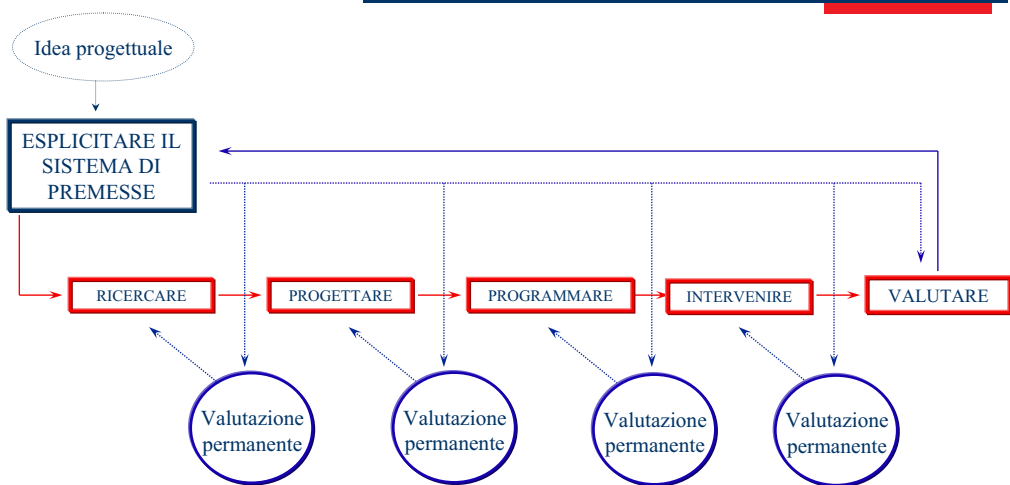 Idea progettuale
ESPLICITARE IL
SISTEMA DI
PREMESSE
RICERCARE
PROGETTARE
PROGRAMMARE
INTERVENIRE
VALUTARE
Valutazione
permanente
Valutazione
permanente
Valutazione
permanente
Valutazione
permanente